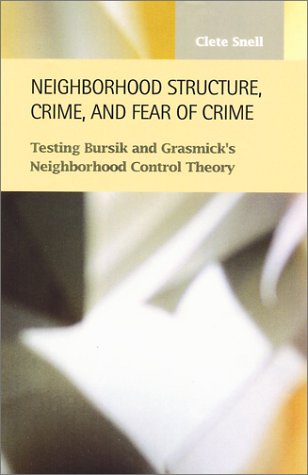 Clete Snell
NEIGHBORHOOD STRUCTURE,
CRIME, AND FEAR OF CRIME
Testing Bursik and Grasmick's
Neighborhood Control Theory